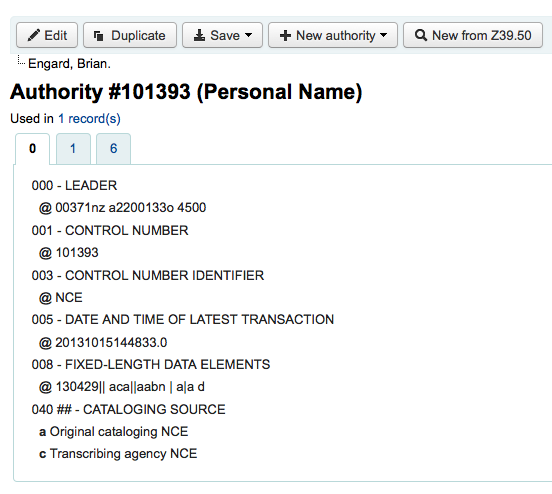 Edit Duplicate Save New authority New from Z39.50
Engard, Brian.
Authority #101393 (Personal Name)
Used in 1 record(s)
0 1 6
000 - LEADER
@ 00371nz a2200133o 4500
001 - CONTROL NUMBER
@ 101393
003 - CONTROL NUMBER IDENTIFIER
@ NCE
005 - DATE AND TIME OF LATEST TRANSACTION
@ 20131015144833.0
008 - FIXED-LENGTH DATA ELEMENTS
@ 130429|| aca||aabn | a|a d
040 ## - CATALOGING SOURCE
a Original cataloging NCE
c Transcribing agency NCE